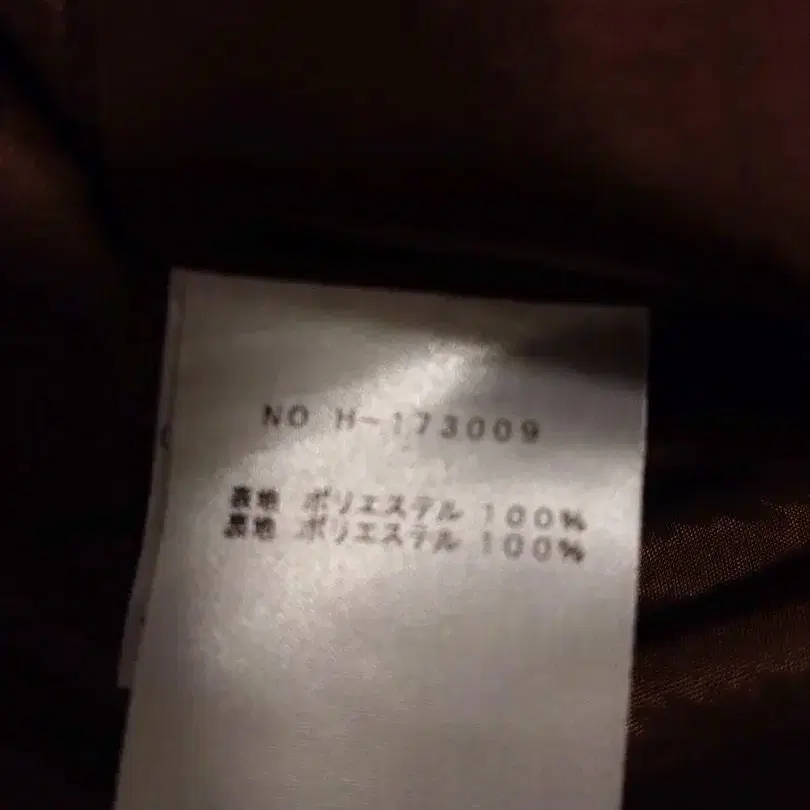 NO H-173009
表地 ポリエステル 100%
裏地 ポリエステル 100%